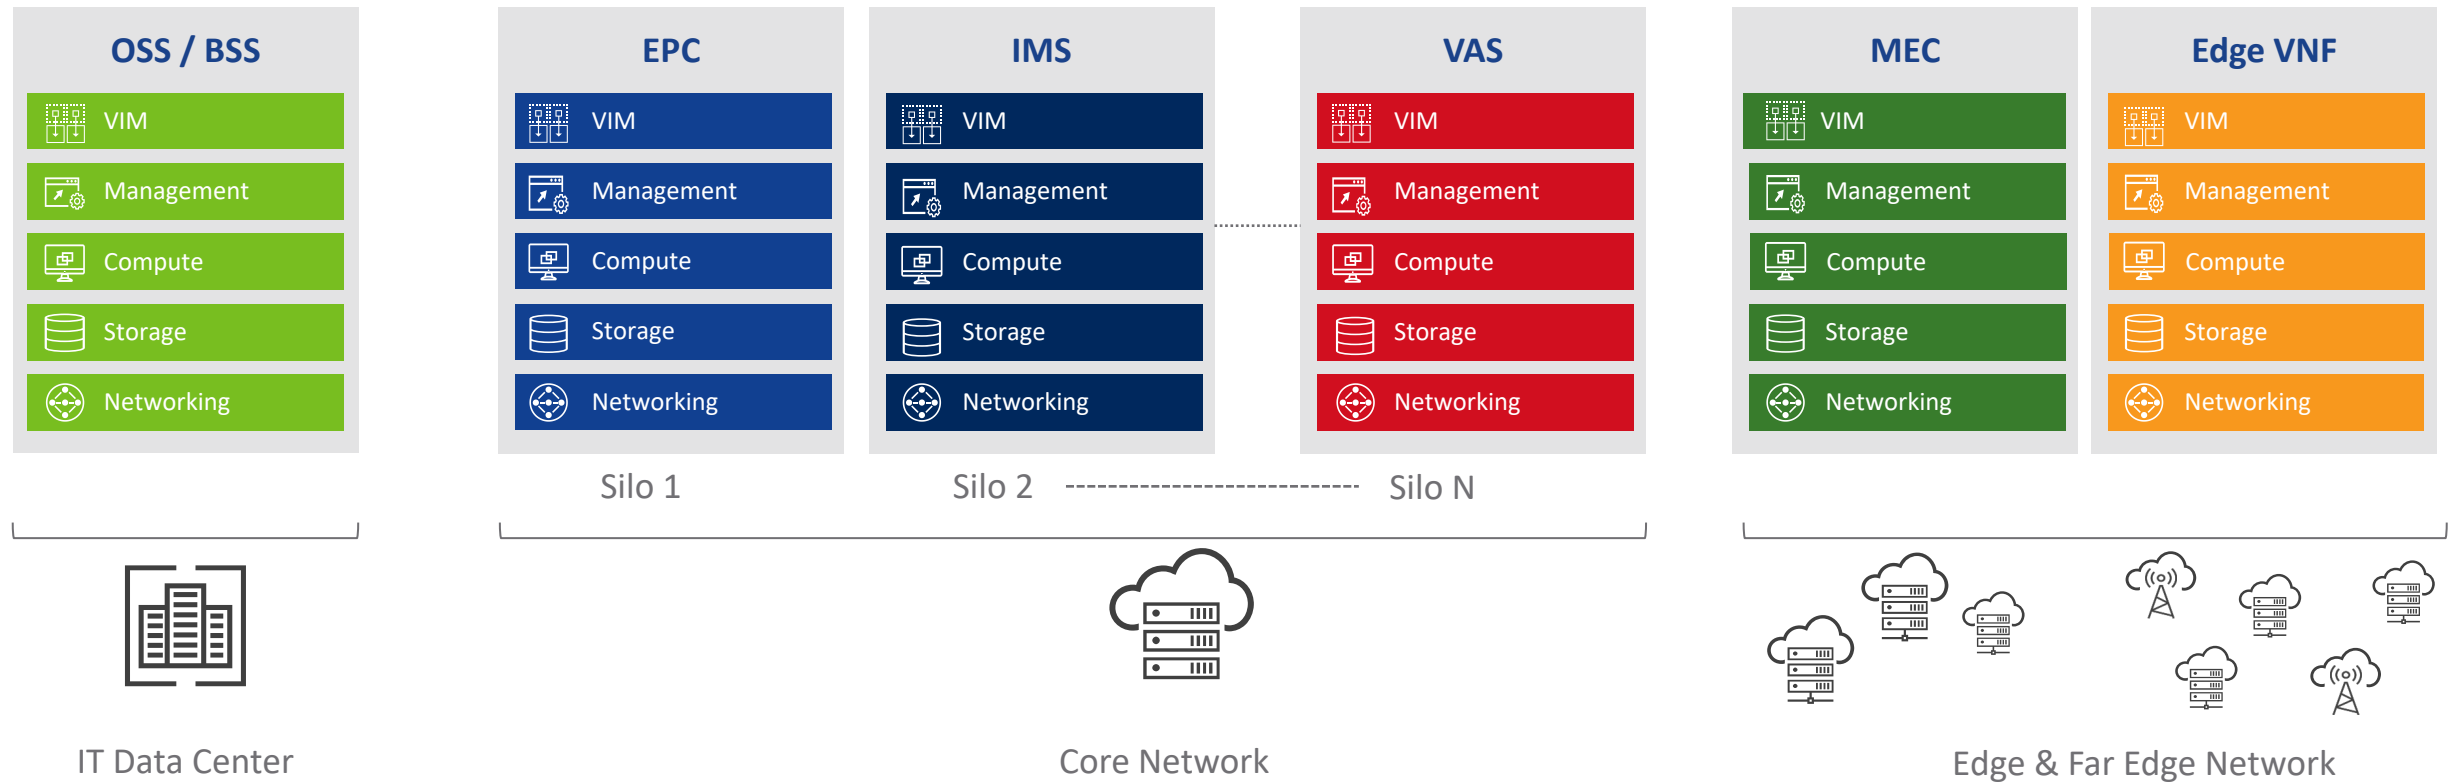 OSS / BSS
VIM
Management
Compute
Storage
Networking
EPC
VIM
Management
Compute
Storage
Networking
IMS
VIM
Management
Compute
Storage
Networking
VAS
VIM
Management
Compute
Storage
Networking
MEC
VIM
Management
Compute
Storage
Networking
Edge VNF
VIM
Management
Compute
Storage
Networking
Silo 1
Silo 2
Silo N
IT Data Center
Core Network
Edge & Far Edge Network